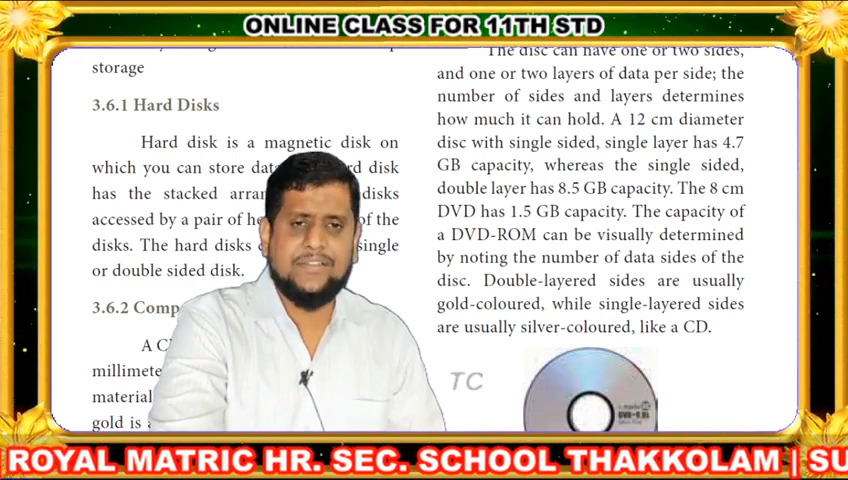 ONLINE CLASS FOR 11TH STD
storage
3.6.1 Hard Disks
Hard disk is a magnetic disk on
which you can store data
disk
has the stacked
disks
accessed by a pair of
of the
disks. The hard disks
single
or double sided disk.
3.6.2
A
gold is
The disc can have one or two sides,
and one or two layers of data per side; the
number of sides and layers determines
how much it can hold. A 12 cm diameter
disc with single sided, single layer has 4.7
GB capacity, whereas the single sided,
double layer has 8.5 GB capacity. The 8 cm
DVD has 1.5 GB capacity. The capacity of
a DVD-ROM can be visually determined
by noting the number of data sides of the
disc. Double-layered sides are usually
gold-coloured, while single-layered sides
are usually silver-coloured, like a CD.
TC
ROYAL MATRIC HR. SEC. SCHOOL THAKKOLAM | SU